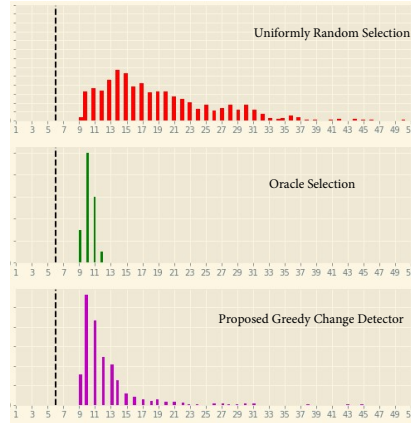 Uniformly Random Selection
1 3 5 7 9 11 13 15 17 19 21 23 25 27 29 31 33 35 37 39 41 43 45 47 49 5
Oracle Selection
1 3 5 7 9 11 13 15 17 19 21 23 25 27 29 31 33 35 37 39 41 43 45 47 49 5
Proposed Greedy Change Detector
1 3 5 7 9 11 13 15 17 19 21 23 25 27 29 31 33 35 37 39 41 43 45 47 49 5